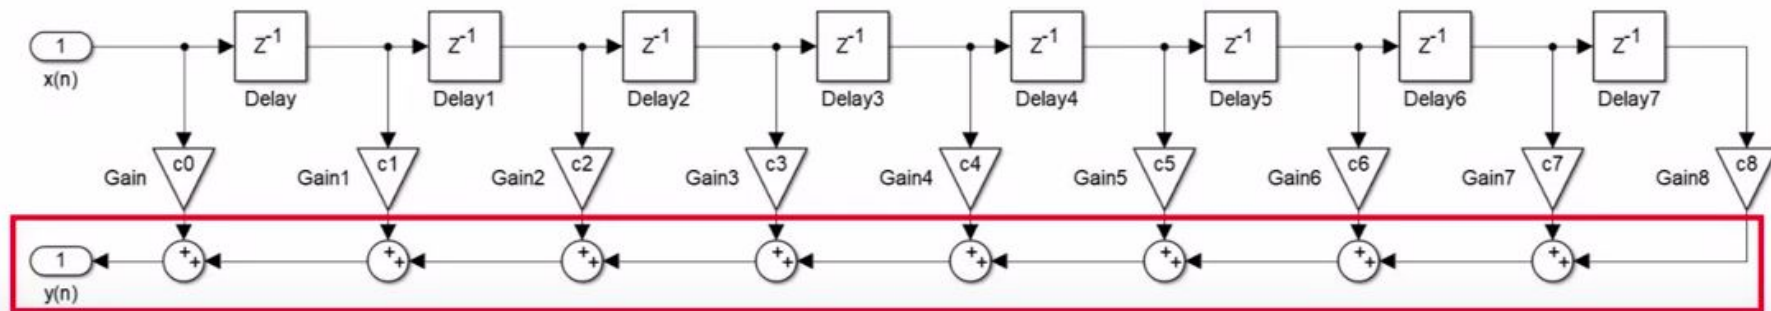 1
x(n)
Z-1 Z-1 Z-1 Z-1 Z-1 Z-1 Z-1 Z-1
Delay Delay1 Delay2 Delay3 Delay4 Delay5 Delay6 Delay7
Gain c0 Gain1 c1 Gain2 c2 Gain3 c3 Gain4 c4 Gain5 c5 Gain6 c6 Gain7 c7 Gain8 c8
1 + + + + + + + + + + + + + + + +
y(n)